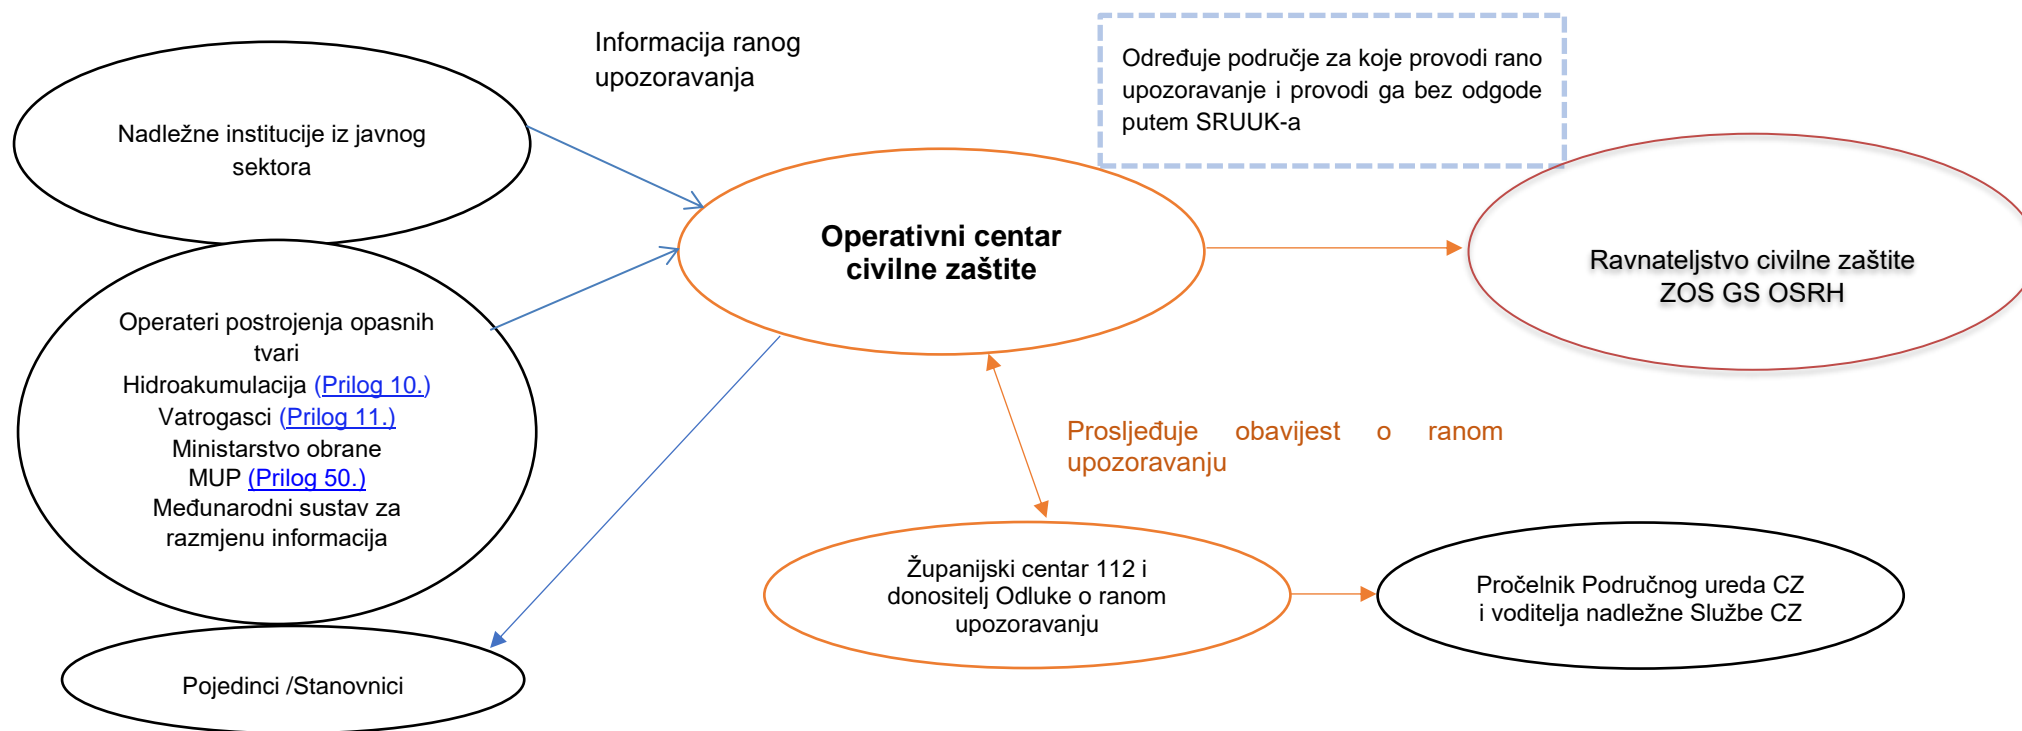 Informacija ranog
upozoravanja
Određuje područje za koje provodi rano
upozoravanje i provodi ga bez odgode
putem SRUUK-a
Nadležne institucije iz javnog
sektora
Operativni centar
civilne zaštite
Ravnateljstvo civilne zaštite
ZOS GS OSRH
Operateri postrojenja opasnih
tvari
Hidroakumulacija (Prilog 10.)
Vatrogasci (Prilog 11.)
Ministarstvo obrane
MUP (Prilog 50.)
Međunarodni sustav za
razmjenu informacija
Prosljeđuje obavijest o ranom
upozoravanju
Županijski centar 112 i
donositelj Odluke o ranom
upozoravanju
Pročelnik Područnog ureda CZ
i voditelja nadležne Službe CZ
Pojedinci /Stanovnici